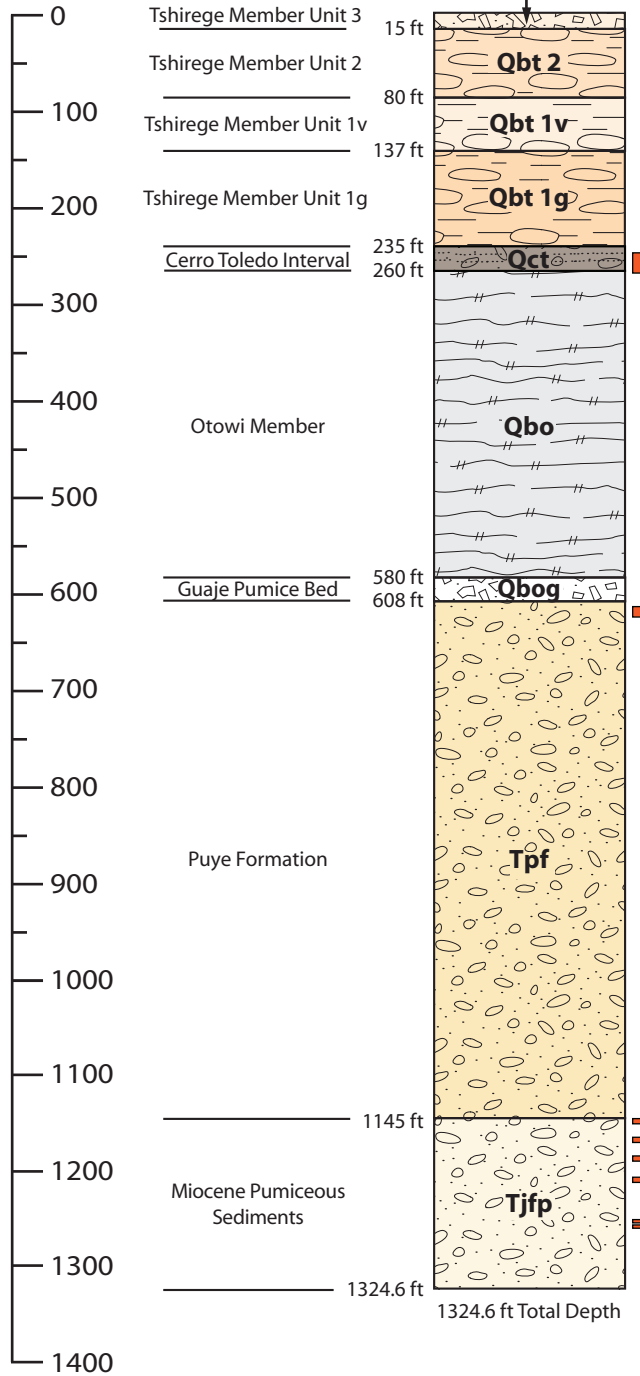 0
Tshirege Member Unit 3
15 ft
Tshirege Member Unit 2
Qbt 2
80 ft
100
Tshirege Member Unit 1v
Qbt 1v
137 ft
Tshirege Member Unit 1g
Qbt 1g
200
235 ft
Cerro Toledo Interval
Qct
260 ft
300
400
Otowi Member
Qbo
500
580 ft
600
Guaje Pumice Bed
Qbog
608 ft
700
800
Puye Formation
Tpf
900
1000
1100
1145 ft
1200
Miocene Pumiceous
Sediments
Tjfp
1300
1324.6 ft
1324.6 ft Total Depth
1400